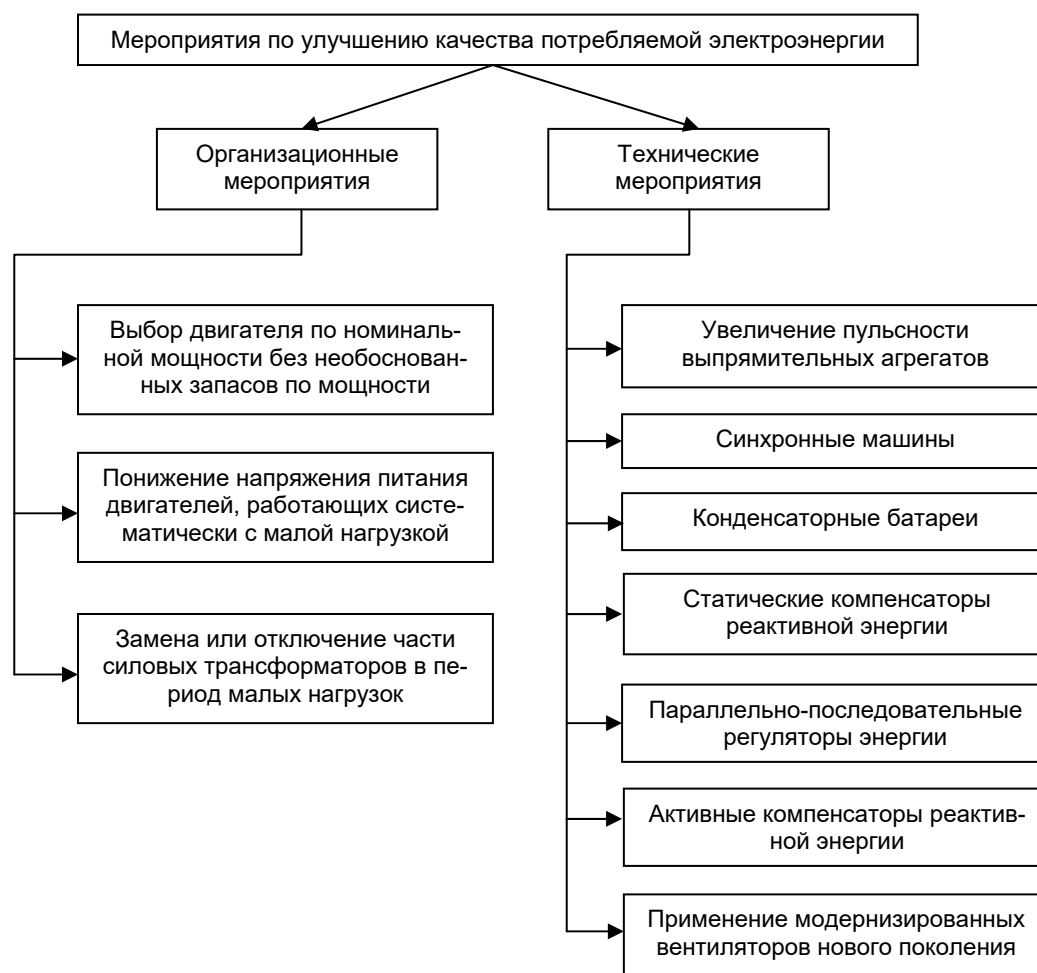 Мероприятия по улучшению качества потребляемой электроэнергии
Организационные
мероприятия
Технические
мероприятия
Выбор двигателя по номиналь-
ной мощности без необоснован-
ных запасов по мощности
Понижение напряжения питания
двигателей, работающих систе-
матически с малой нагрузкой
Замена или отключение части
силовых трансформаторов в пе-
риод малых нагрузок
Увеличение пульсности
выпрямительных агрегатов
Синхронные машины
Конденсаторные батареи
Статические компенсаторы
реактивной энергии
Параллельно-последовательные
регуляторы энергии
Активные компенсаторы реактив-
ной энергии
Применение модернизированных
вентиляторов нового поколения